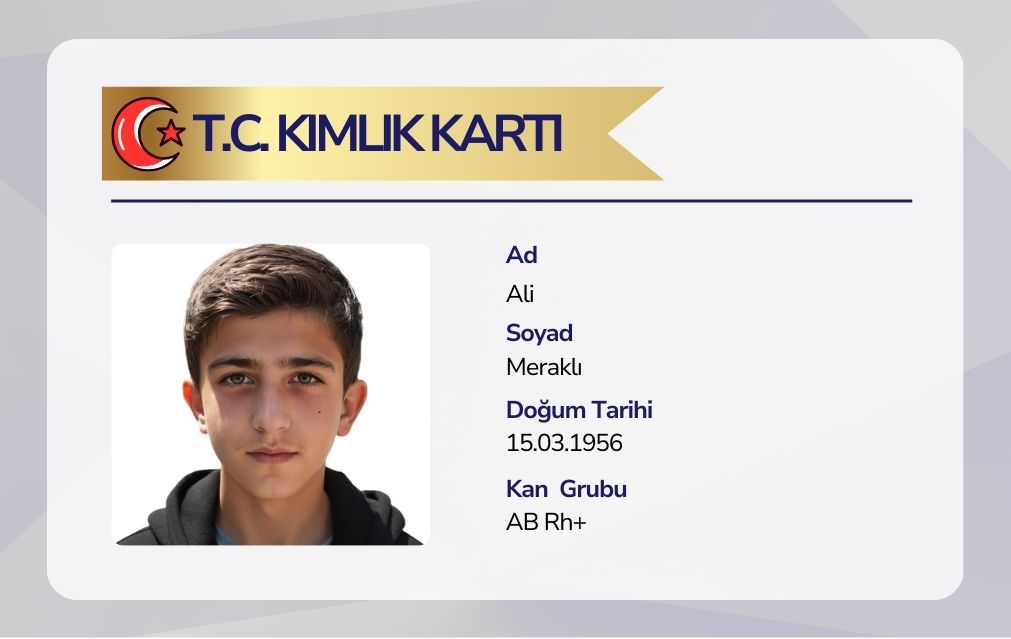 T.C. KIMLIK KARTI
Ad
Ali
Soyad
Meraklı
Doğum Tarihi
15.03.1956
Kan Grubu
AB Rh+